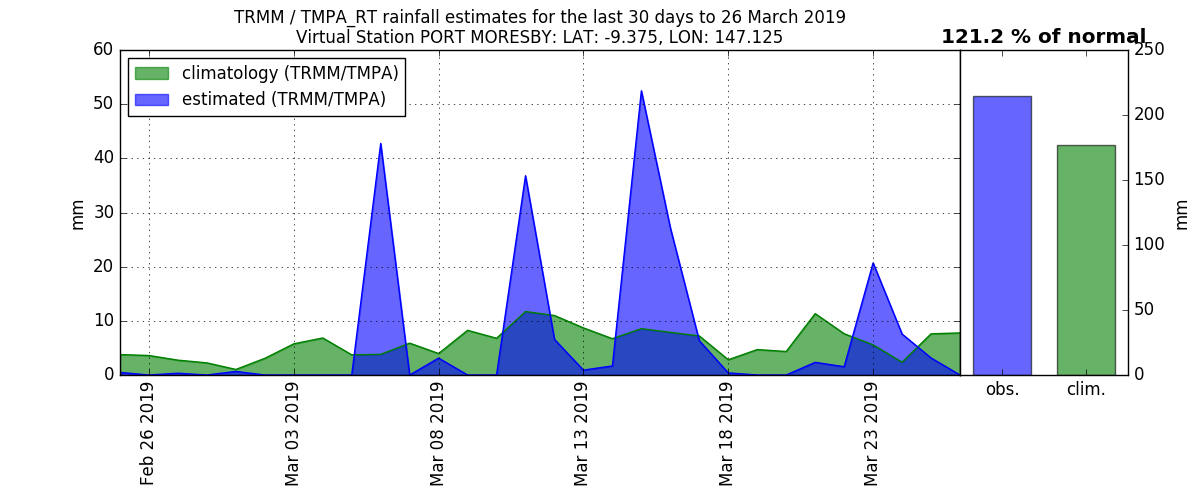 TRMM / TMPA_RT rainfall estimates for the last 30 days to 26 March 2019
Virtual Station PORT MORESBY: LAT: -9.375, LON: 147.125
121.2 % of normal
climatology (TRMM/TMPA)
estimated (TRMM/TMPA)
60
50
40
30
20
10
0
mm
Feb 26 2019
Mar 03 2019
Mar 08 2019
Mar 13 2019
Mar 18 2019
Mar 23 2019
obs.
clim.
250
200
150
100
50
0
mm